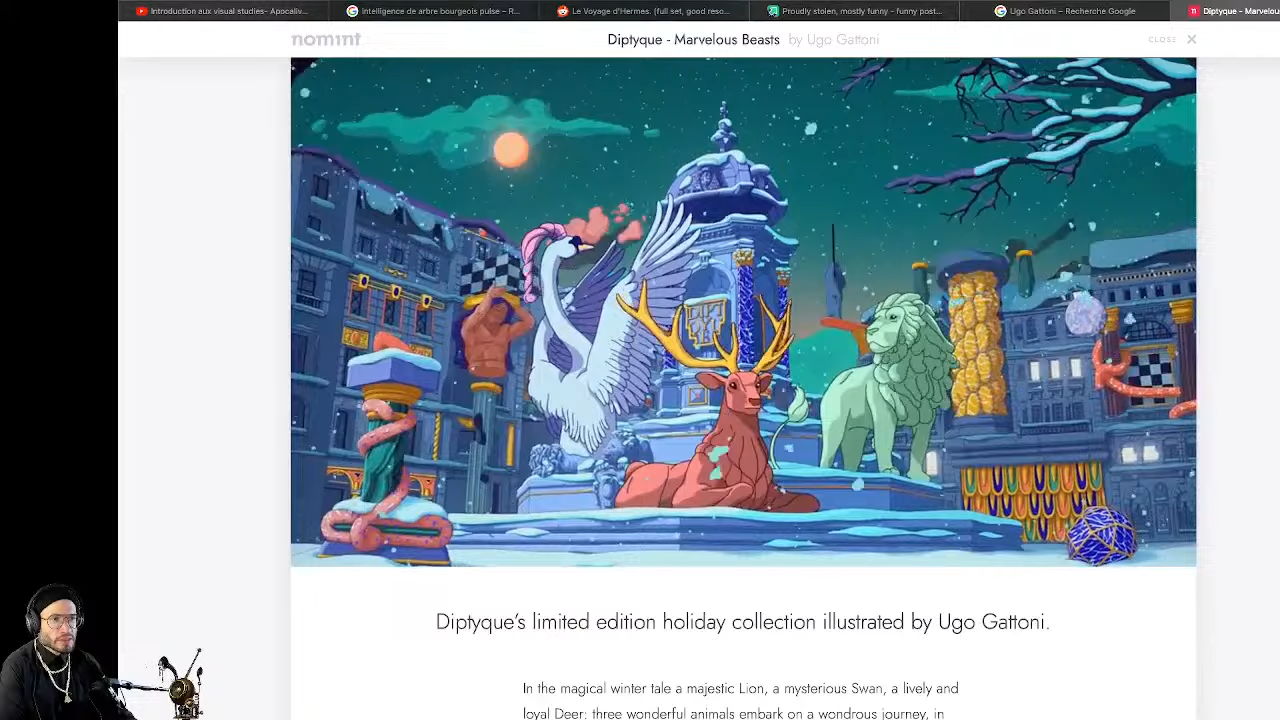 Introduction aux visual studies- Apocaliv...
Intelligence de arbre bourgeois pulse – R...
Le Voyage d'Hermes. (full set, good reso...
Proudly stolen, mostly funny - funny post...
Ugo Gattoni – Recherche Google
Diptyque - Marvelous
nomint
Diptyque - Marvelous Beasts by Ugo Gattoni
CLOSE
DIPT
YQUE
Diptyque's limited edition holiday collection illustrated by Ugo Gattoni.
In the magical winter tale a majestic Lion, a mysterious Swan, a lively and
loyal Deer: three wonderful animals embark on a wondrous journey, in